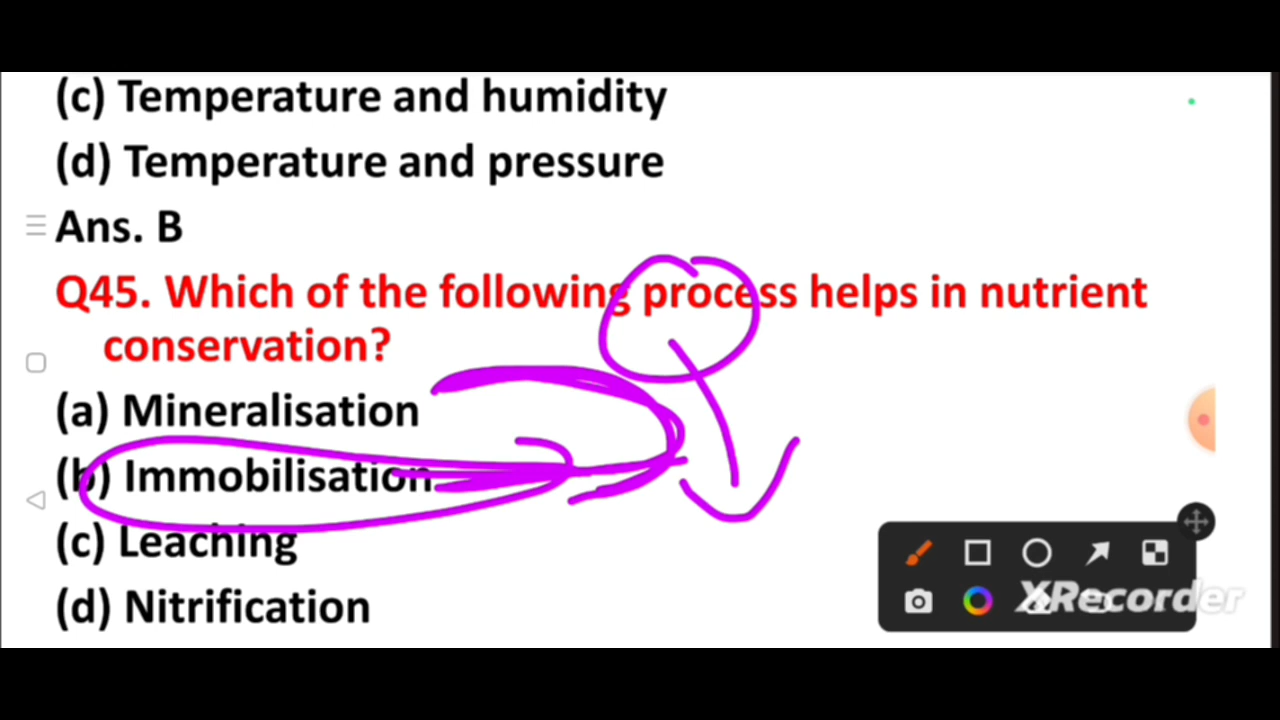 (c) Temperature and humidity
(d) Temperature and pressure
Ans. B
Q45. Which of the following process helps in nutrient
conservation?
(a) Mineralisation
(b) Immobilisation
(c) Leaching
(d) Nitrification
XRecorder